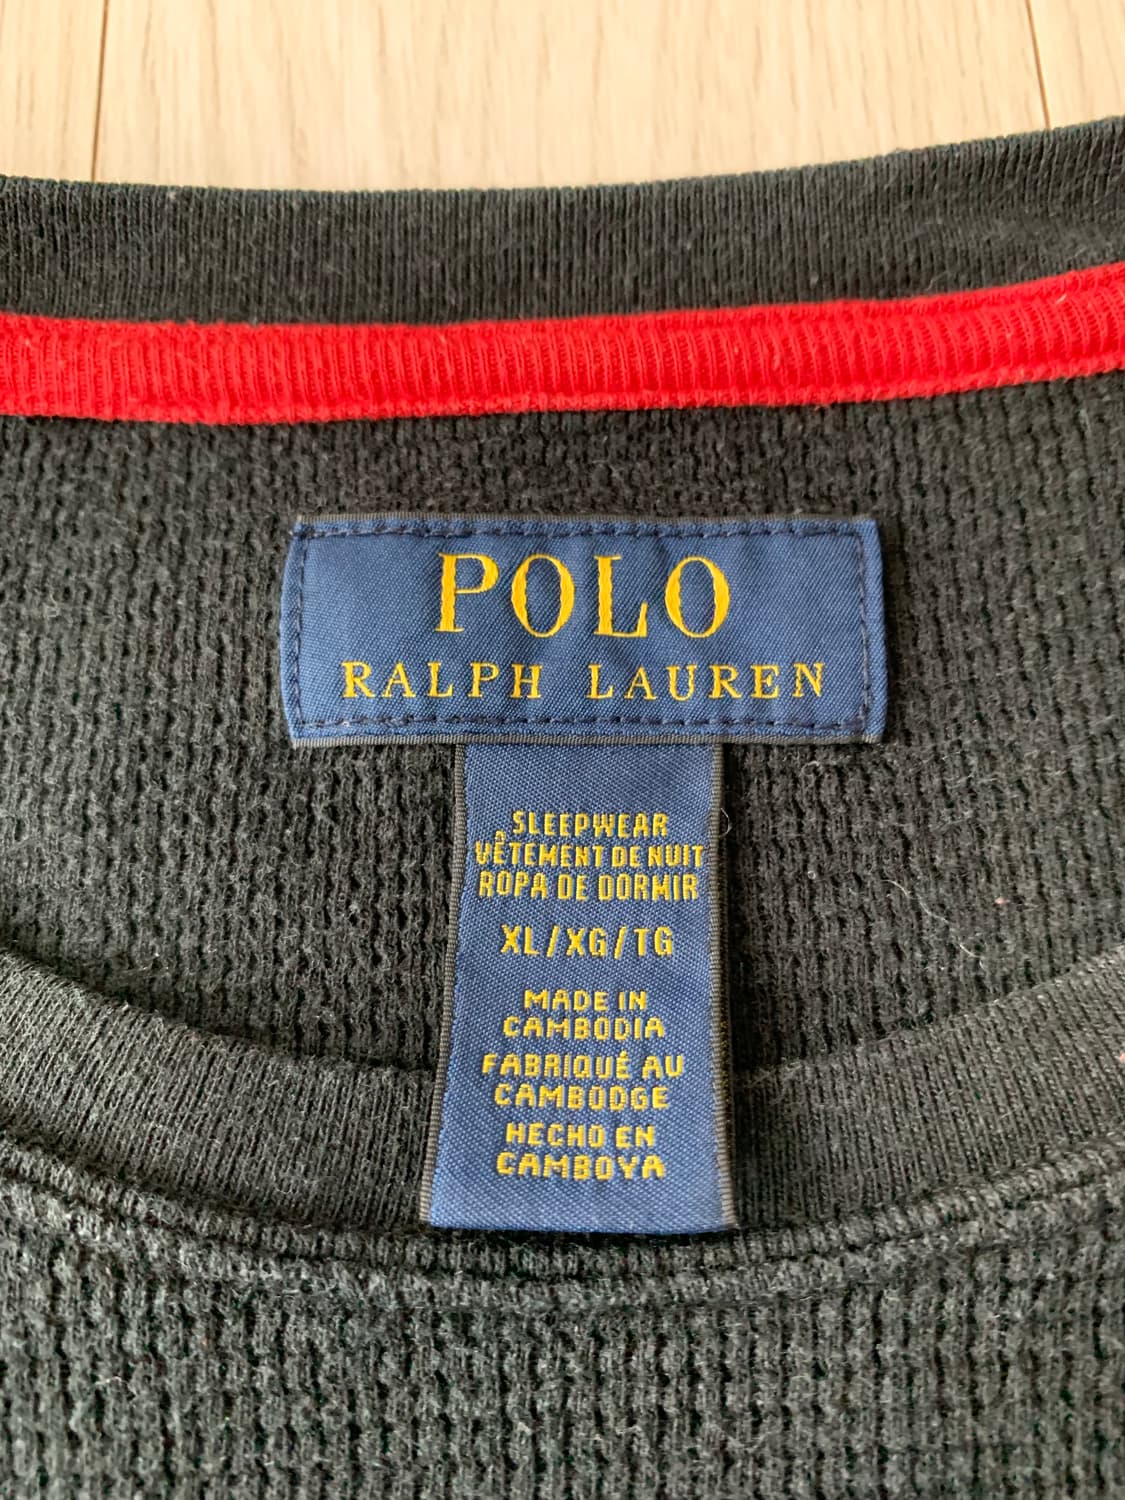 POLO
RALPH LAUREN
SLEEPWEAR
VÊTEMENT DE NUIT
ROPA DE DORMIR
XL/XG/TG
MADE IN
CAMBODIA
FABRIQUÉ AU
CAMBODGE
HECHO EN
CAMBOYA